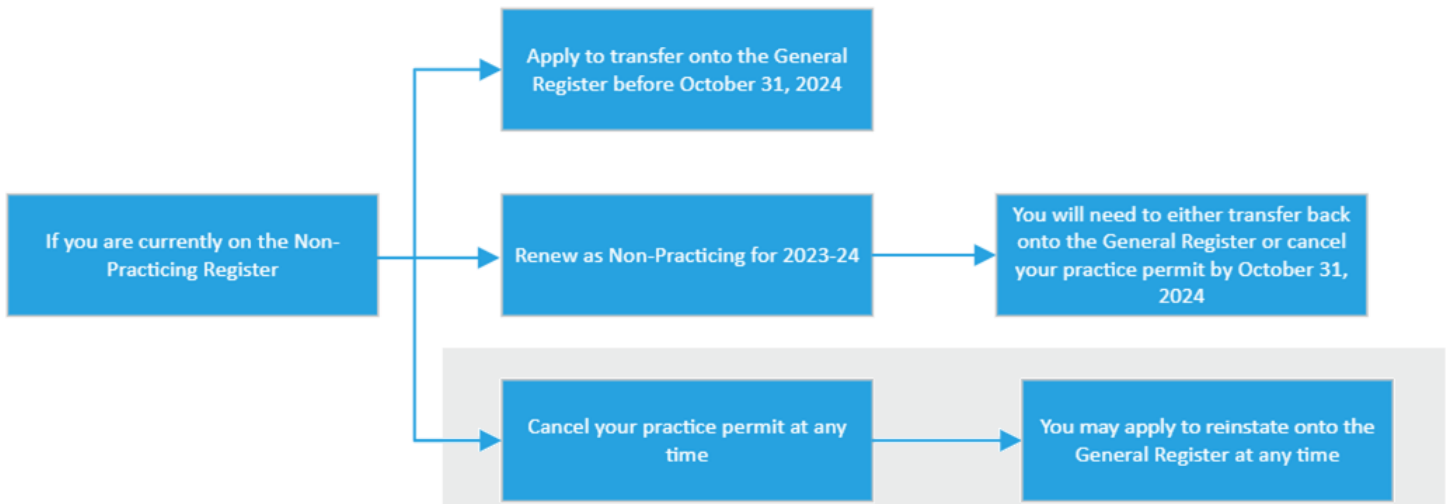 Apply to transfer onto the General
Register before October 31, 2024
If you are currently on the Non-
Practicing Register
Renew as Non-Practicing for 2023-24
You will need to either transfer back
onto the General Register or cancel
your practice permit by October 31,
2024
Cancel your practice permit at any
time
You may apply to reinstate onto the
General Register at any time